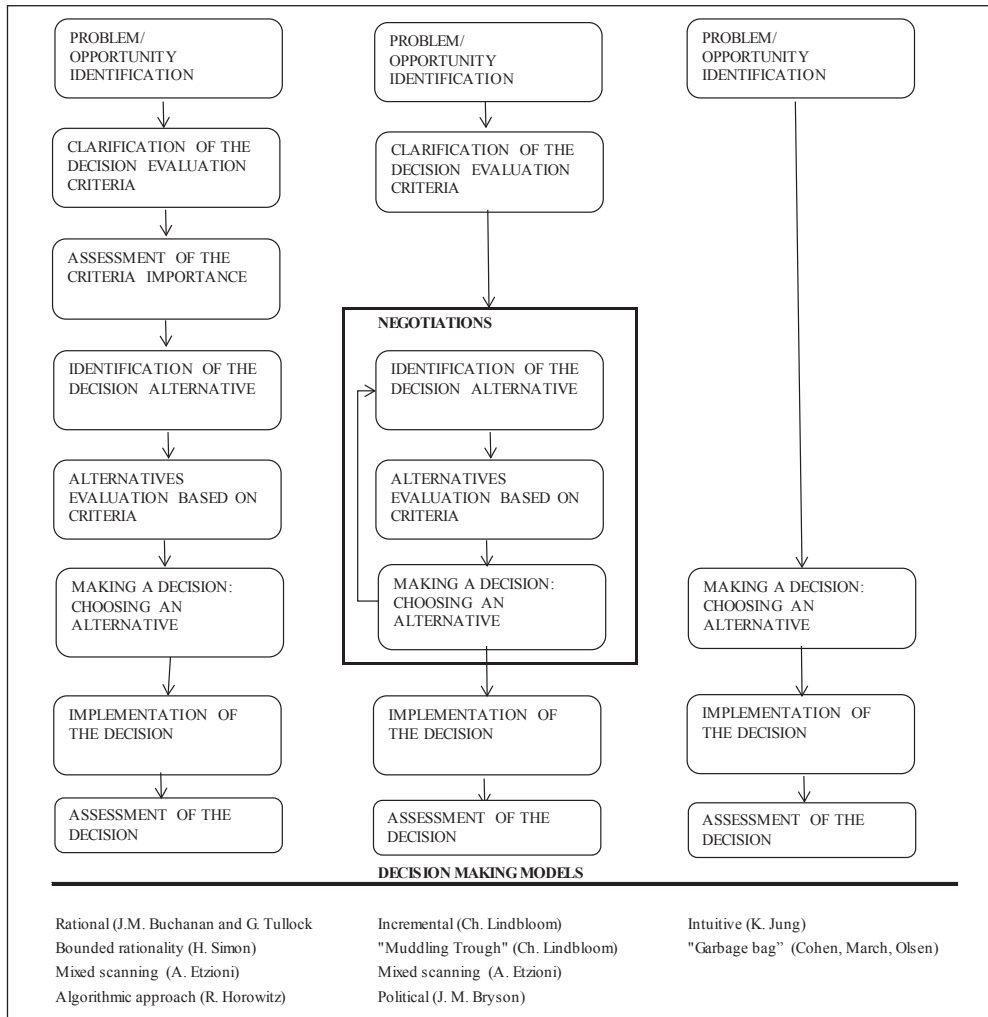 PROBLEM/
OPPORTUNITY
IDENTIFICATION
CLARIFICATION OF THE
DECISION EVALUATION
CRITERIA
ASSESSMENT OF THE
CRITERIA IMPORTANCE
IDENTIFICATION OF THE
DECISION ALTERNATIVE
ALTERNATIVES
EVALUATION BASED ON
CRITERIA
MAKING A DECISION:
CHOOSING AN
ALTERNATIVE
IMPLEMENTATION OF
THE DECISION
ASSESSMENT OF THE
DECISION
PROBLEM/
OPPORTUNITY
IDENTIFICATION
CLARIFICATION OF THE
DECISION EVALUATION
CRITERIA
NEGOTIATIONS
IDENTIFICATION OF THE
DECISION ALTERNATIVE
ALTERNATIVES
EVALUATION BASED ON
CRITERIA
MAKING A DECISION:
CHOOSING AN
ALTERNATIVE
IMPLEMENTATION OF
THE DECISION
ASSESSMENT OF THE
DECISION
PROBLEM/
OPPORTUNITY
IDENTIFICATION
MAKING A DECISION:
CHOOSING AN
ALTERNATIVE
IMPLEMENTATION OF
THE DECISION
ASSESSMENT OF THE
DECISION
DECISION MAKING MODELS
Rational (J.M. Buchanan and G. Tullock
Bounded rationality (H. Simon)
Mixed scanning (A. Etzioni)
Algorithmic approach (R. Horowitz)
Incremental (Ch. Lindbloom)
"Muddling Trough" (Ch. Lindbloom)
Mixed scanning (A. Etzioni)
Political (J. M. Bryson)
Intuitive (K. Jung)
"Garbage bag” (Cohen, March, Olsen)